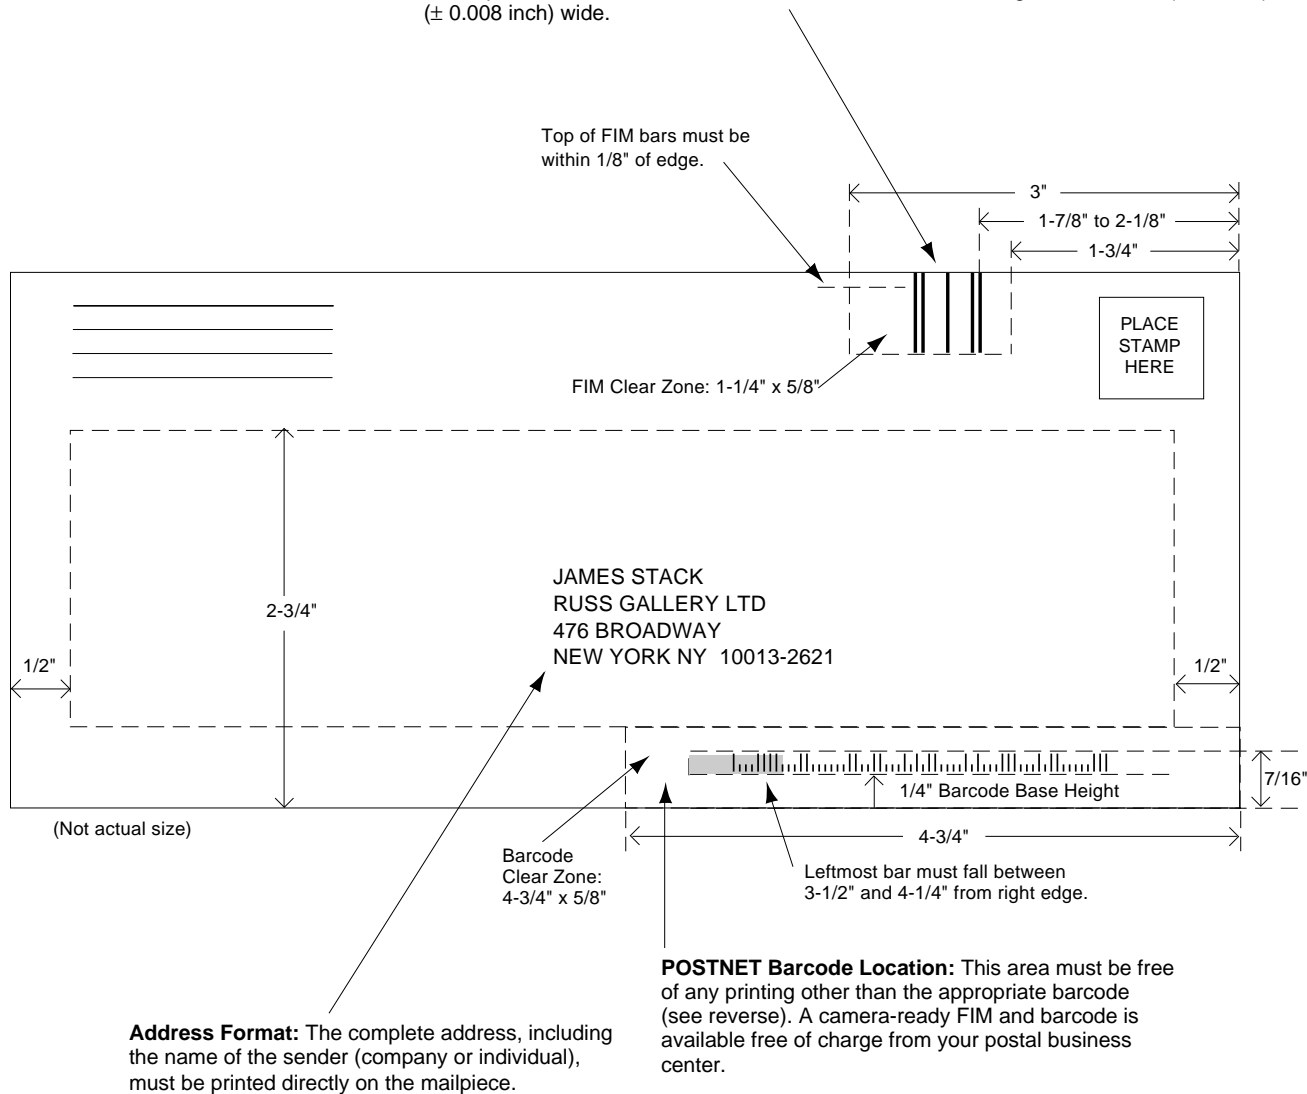 (± 0.008 inch) wide.
Top of FIM bars must be
within 1/8" of edge.
3"
1-7/8" to 2-1/8"
1-3/4"
PLACE
STAMP
HERE
FIM Clear Zone: 1-1/4" x 5/8"
2-3/4"
JAMES STACK
RUSS GALLERY LTD
476 BROADWAY
NEW YORK NY 10013-2621
1/2"
1/2"
7/16"
1/4" Barcode Base Height
(Not actual size)
4-3/4"
Barcode
Clear Zone:
4-3/4" x 5/8"
Leftmost bar must fall between
3-1/2" and 4-1/4" from right edge.
POSTNET Barcode Location: This area must be free
of any printing other than the appropriate barcode
(see reverse). A camera-ready FIM and barcode is
available free of charge from your postal business
center.
Address Format: The complete address, including
the name of the sender (company or individual),
must be printed directly on the mailpiece.